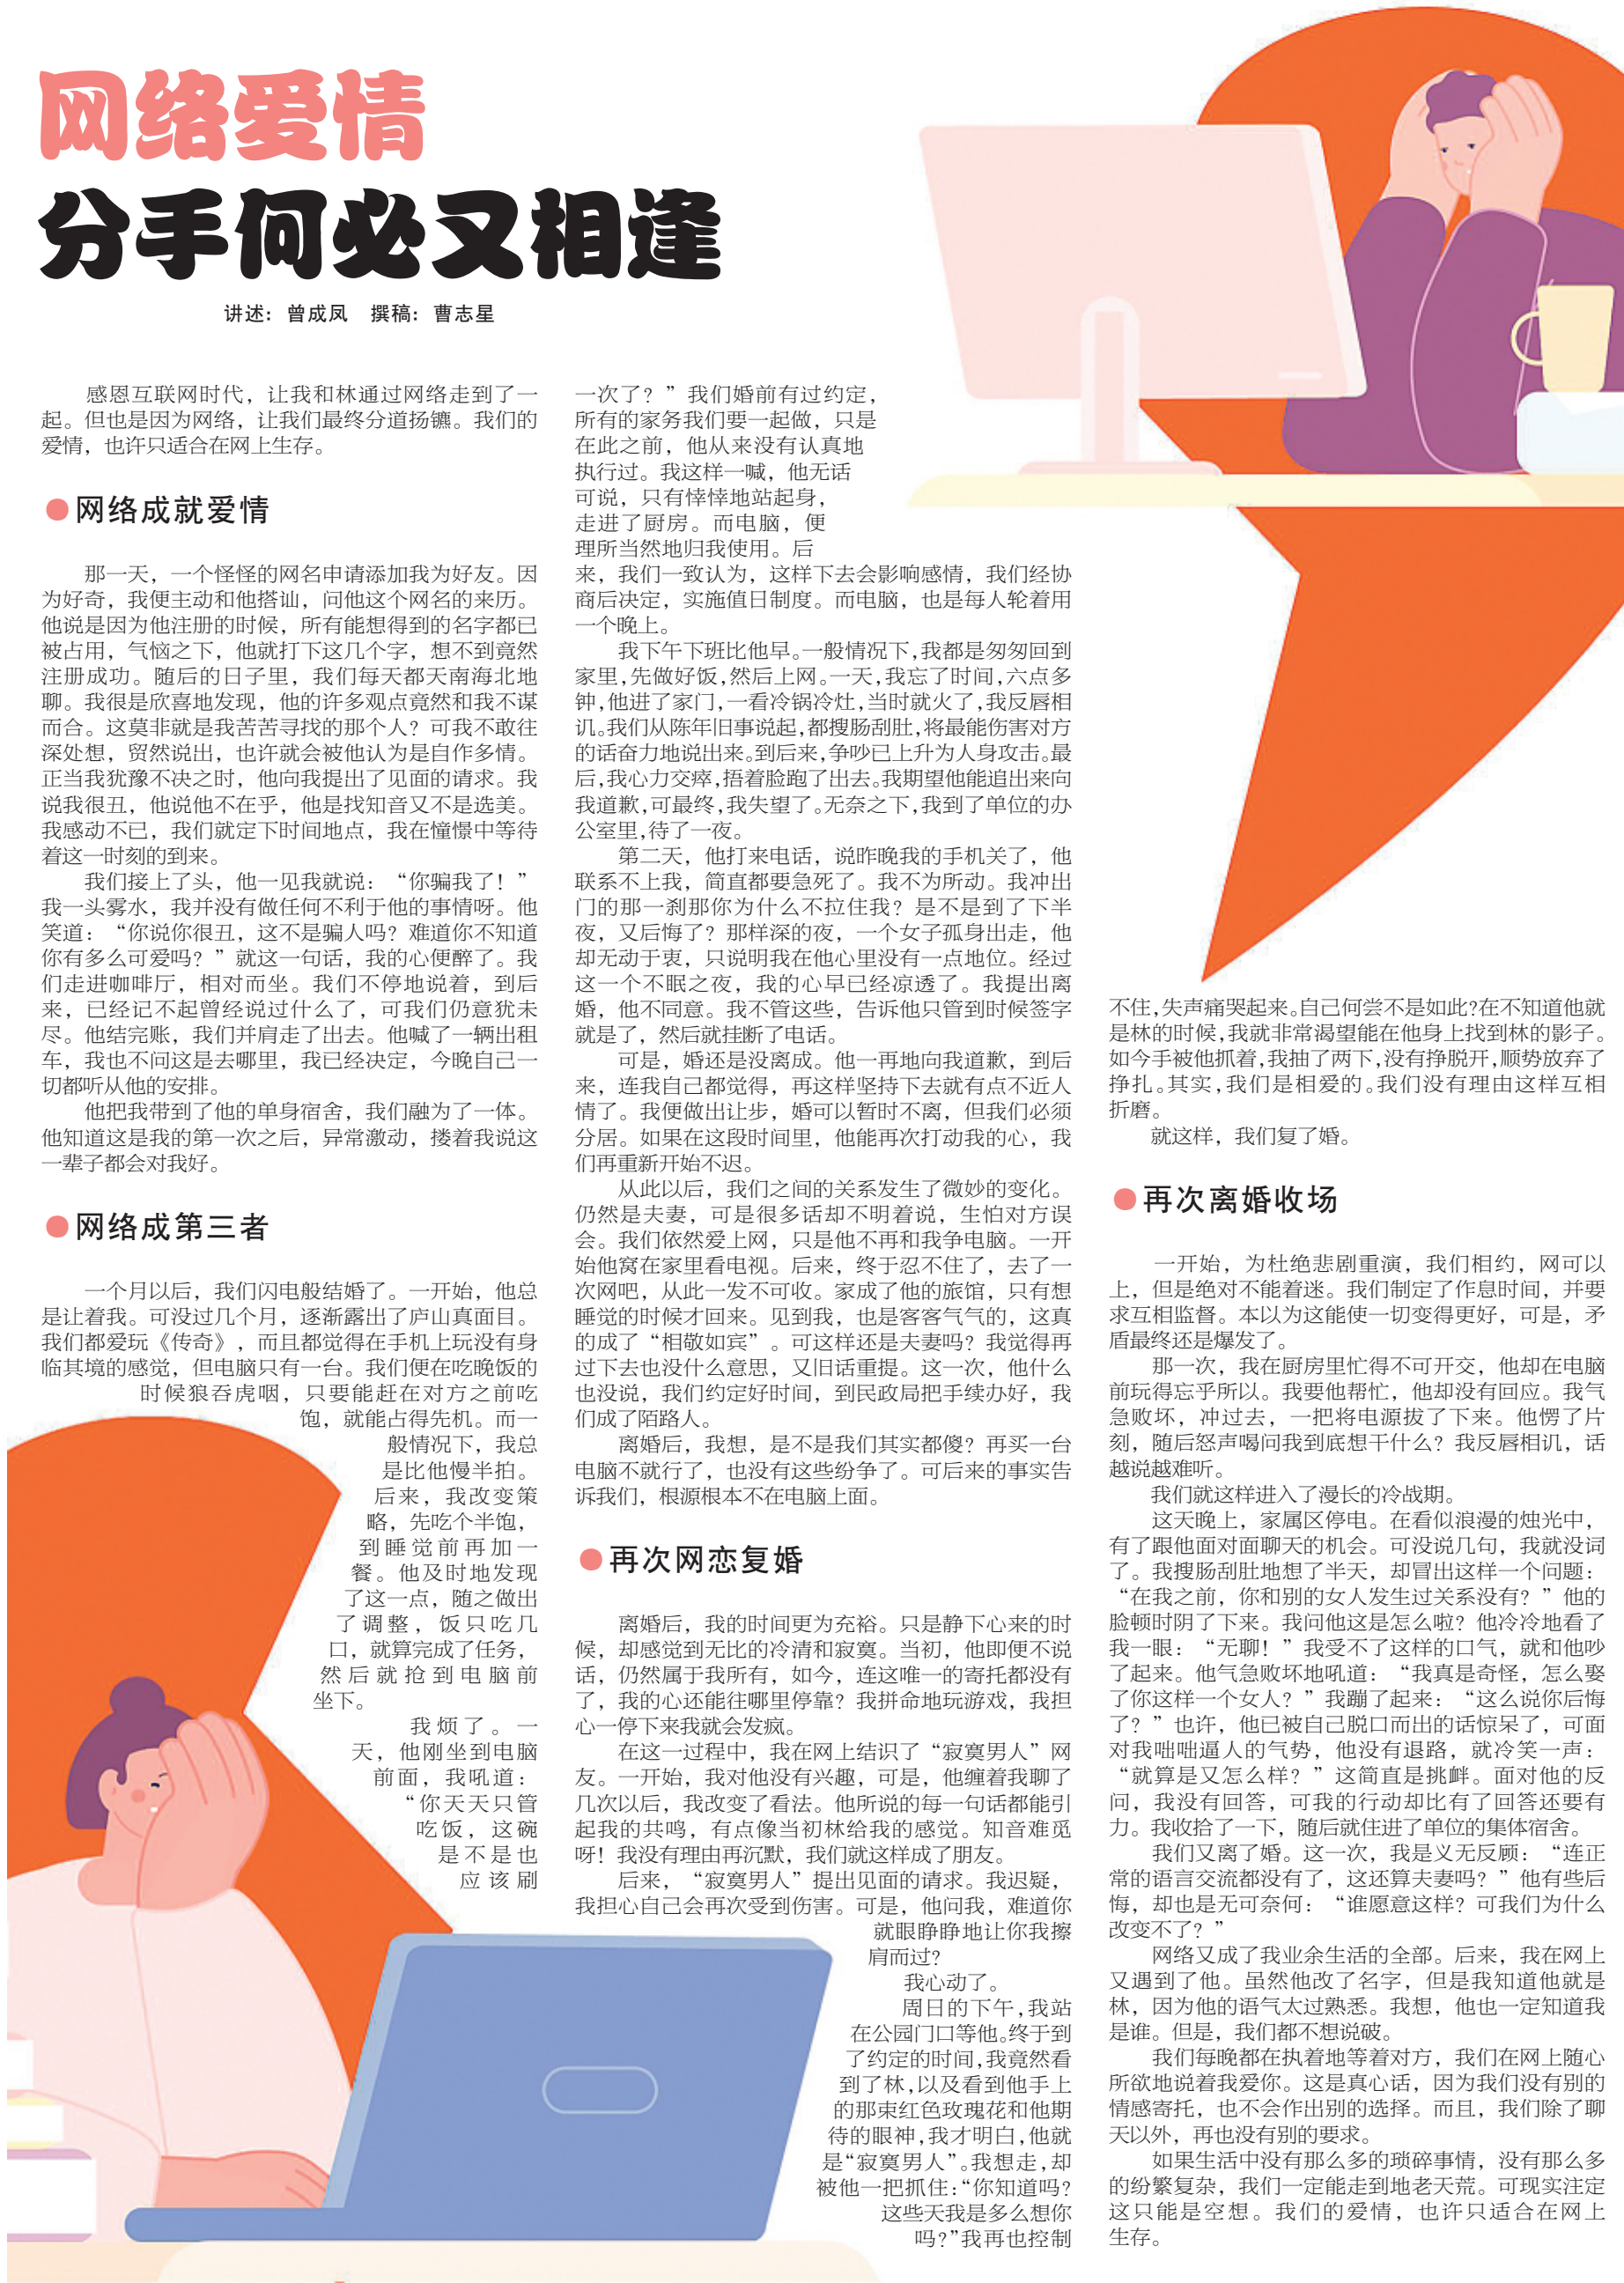 网络爱情
分手何必又相逢
讲述：曾成凤 撰稿：曹志星
感恩互联网时代，让我和林通过网络走到了一
起。但也是因为网络，让我们最终分道扬镳。我们的
爱情，也许只适合在网上生存。
●网络成就爱情
那一天，一个怪怪的网名申请添加我为好友。因
为好奇，我便主动和他搭讪，问他这个网名的来历。
他说是因为他注册的时候，所有能想得到的名字都已
被占用，气恼之下，他就打下这几个字，想不到竟然
注册成功。随后的日子里，我们每天都天南海北地
聊。我很是欣喜地发现，他的许多观点竟然和我不谋
而合。这莫非就是我苦苦寻找的那个人？可我不敢往
深处想，贸然说出，也许就会被他认为是自作多情。
正当我犹豫不决之时，他向我提出了见面的请求。我
说我很丑，他说他不在乎，他是找知音又不是选美。
我感动不已，我们就定下时间地点，我在憧憬中等待
着这一时刻的到来。
我们接上了头，他一见我就说：“你骗我了！”
我一头雾水，我并没有做任何不利于他的事情呀。他
笑道：“你说你很丑，这不是骗人吗？难道你不知道
你有多么可爱吗？”就这一句话，我的心便醉了。我
们走进咖啡厅，相对而坐。我们不停地说着，到后
来，已经记不起曾经说过什么了，可我们仍意犹未
尽。他结完账，我们并肩走了出去。他喊了一辆出租
车，我也不问这是去哪里，我已经决定，今晚自己一
切都听从他的安排。
他把我带到了他的单身宿舍，我们融为了一体。
他知道这是我的第一次之后，异常激动，搂着我说这
一辈子都会对我好。
●网络成第三者
一个月以后，我们闪电般结婚了。一开始，他总
是让着我。可没过几个月，逐渐露出了庐山真面目。
我们都爱玩《传奇》，而且都觉得在手机上玩没有身
临其境的感觉，但电脑只有一台。我们便在吃晚饭的
时候狼吞虎咽，只要能赶在对方之前吃
饱，就能占得先机。而一
般情况下，我总
是比他慢半拍。
后来，我改变策
略，先吃个半饱，
到睡觉前再加一
餐。他及时地发现
了这一点，随之做出
了调整，饭只吃几
口，就算完成了任务，
然后就抢到电脑前
坐下。
我烦了。一
天，他刚坐到电脑
前面，我吼道：
“你天天只管
吃饭，这碗
是不是也
应该刷
一次了？”我们婚前有过约定，
所有的家务我们要一起做，只是
在此之前，他从来没有认真地
执行过。我这样一喊，他无话
可说，只有悻悻地站起身，
走进了厨房。而电脑，便
理所当然地归我使用。后
来，我们一致认为，这样下去会影响感情，我们经协
商后决定，实施值日制度。而电脑，也是每人轮着用
一个晚上。
我下午下班比他早。一般情况下，我都是匆匆回到
家里，先做好饭，然后上网。一天，我忘了时间，六点多
钟，他进了家门，一看冷锅冷灶，当时就火了，我反唇相
讥。我们从陈年旧事说起，都搜肠刮肚，将最能伤害对方
的话奋力地说出来。到后来，争吵已上升为人身攻击。最
后，我心力交瘁，捂着脸跑了出去。我期望他能追出来向
我道歉，可最终，我失望了。无奈之下，我到了单位的办
公室里，待了一夜。
第二天，他打来电话，说昨晚我的手机关了，他
联系不上我，简直都要急死了。我不为所动。我冲出
门的那一刹那你为什么不拉住我？是不是到了下半
夜，又后悔了？那样深的夜，一个女子孤身出走，他
却无动于衷，只说明我在他心里没有一点地位。经过
这一个不眠之夜，我的心早已经凉透了。我提出离
婚，他不同意。我不管这些，告诉他只管到时候签字
就是了，然后就挂断了电话。
可是，婚还是没离成。他一再地向我道歉，到后
来，连我自己都觉得，再这样坚持下去就有点不近人
情了。我便做出让步，婚可以暂时不离，但我们必须
分居。如果在这段时间里，他能再次打动我的心，我
们再重新开始不迟。
从此以后，我们之间的关系发生了微妙的变化。
仍然是夫妻，可是很多话却不明着说，生怕对方误
会。我们依然爱上网，只是他不再和我争电脑。一开
始他窝在家里看电视。后来，终于忍不住了，去了一
次网吧，从此一发不可收。家成了他的旅馆，只有想
睡觉的时候才回来。见到我，也是客客气气的，这真
的成了“相敬如宾”。可这样还是夫妻吗？我觉得再
过下去也没什么意思，又旧话重提。这一次，他什么
也没说，我们约定好时间，到民政局把手续办好，我
们成了陌路人。
离婚后，我想，是不是我们其实都傻？再买一台
电脑不就行了，也没有这些纷争了。可后来的事实告
诉我们，根源根本不在电脑上面。
●再次网恋复婚
离婚后，我的时间更为充裕。只是静下心来的时
候，却感觉到无比的冷清和寂寞。当初，他即便不说
话，仍然属于我所有，如今，连这唯一的寄托都没有
了，我的心还能往哪里停靠？我拼命地玩游戏，我担
心一停下来我就会发疯。
在这一过程中，我在网上结识了“寂寞男人”网
友。一开始，我对他没有兴趣，可是，他缠着我聊了
几次以后，我改变了看法。他所说的每一句话都能引
起我的共鸣，有点像当初林给我的感觉。知音难觅
呀！我没有理由再沉默，我们就这样成了朋友。
后来，“寂寞男人”提出见面的请求。我迟疑，
我担心自己会再次受到伤害。可是，他问我，难道你
就眼睁睁地让你我擦
肩而过？
我心动了。
周日的下午，我站
在公园门口等他。终于到
了约定的时间，我竟然看
到了林，以及看到他手上
的那束红色玫瑰花和他期
待的眼神，我才明白，他就
是“寂寞男人”。我想走，却
被他一把抓住：“你知道吗？
这些天我是多么想你
吗？”我再也控制
不住，失声痛哭起来。自己何尝不是如此？在不知道他就
是林的时候，我就非常渴望能在他身上找到林的影子。
如今手被他抓着，我抽了两下，没有挣脱开，顺势放弃了
挣扎。其实，我们是相爱的。我们没有理由这样互相
折磨。
就这样，我们复了婚。
●再次离婚收场
一开始，为杜绝悲剧重演，我们相约，网可以
上，但是绝对不能着迷。我们制定了作息时间，并要
求互相监督。本以为这能使一切变得更好，可是，矛
盾最终还是爆发了。
那一次，我在厨房里忙得不可开交，他却在电脑
前玩得忘乎所以。我要他帮忙，他却没有回应。我气
急败坏，冲过去，一把将电源拔了下来。他愣了片
刻，随后怒声喝问我到底想干什么？我反唇相讥，话
越说越难听。
我们就这样进入了漫长的冷战期。
这天晚上，家属区停电。在看似浪漫的烛光中，
有了跟他面对面聊天的机会。可没说几句，我就没词
了。我搜肠刮肚地想了半天，却冒出这样一个问题：
“在我之前，你和别的女人发生过关系没有？”他的
脸顿时阴了下来。我问他这是怎么啦？他冷冷地看了
我一眼：“无聊！”我受不了这样的口气，就和他吵
了起来。他气急败坏地吼道：“我真是奇怪，怎么娶
了你这样一个女人？”我蹦了起来：“这么说你后悔
了？”也许，他已被自己脱口而出的话惊呆了，可面
对我咄咄逼人的气势，他没有退路，就冷笑一声：
“就算是又怎么样？”这简直是挑衅。面对他的反
问，我没有回答，可我的行动却比有了回答还要有
力。我收拾了一下，随后就住进了单位的集体宿舍。
我们又离了婚。这一次，我是义无反顾：“连正
常的语言交流都没有了，这还算夫妻吗？”他有些后
悔，却也是无可奈何：“谁愿意这样？可我们为什么
改变不了？”
网络又成了我业余生活的全部。后来，我在网上
又遇到了他。虽然他改了名字，但是我知道他就是
林，因为他的语气太过熟悉。我想，他也一定知道我
是谁。但是，我们都不想说破。
我们每晚都在执着地等着对方，我们在网上随心
所欲地说着我爱你。这是真心话，因为我们没有别的
情感寄托，也不会作出别的选择。而且，我们除了聊
天以外，再也没有别的要求。
如果生活中没有那么多的琐碎事情，没有那么多
的纷繁复杂，我们一定能走到地老天荒。可现实注定
这只能是空想。我们的爱情，也许只适合在网上
生存。